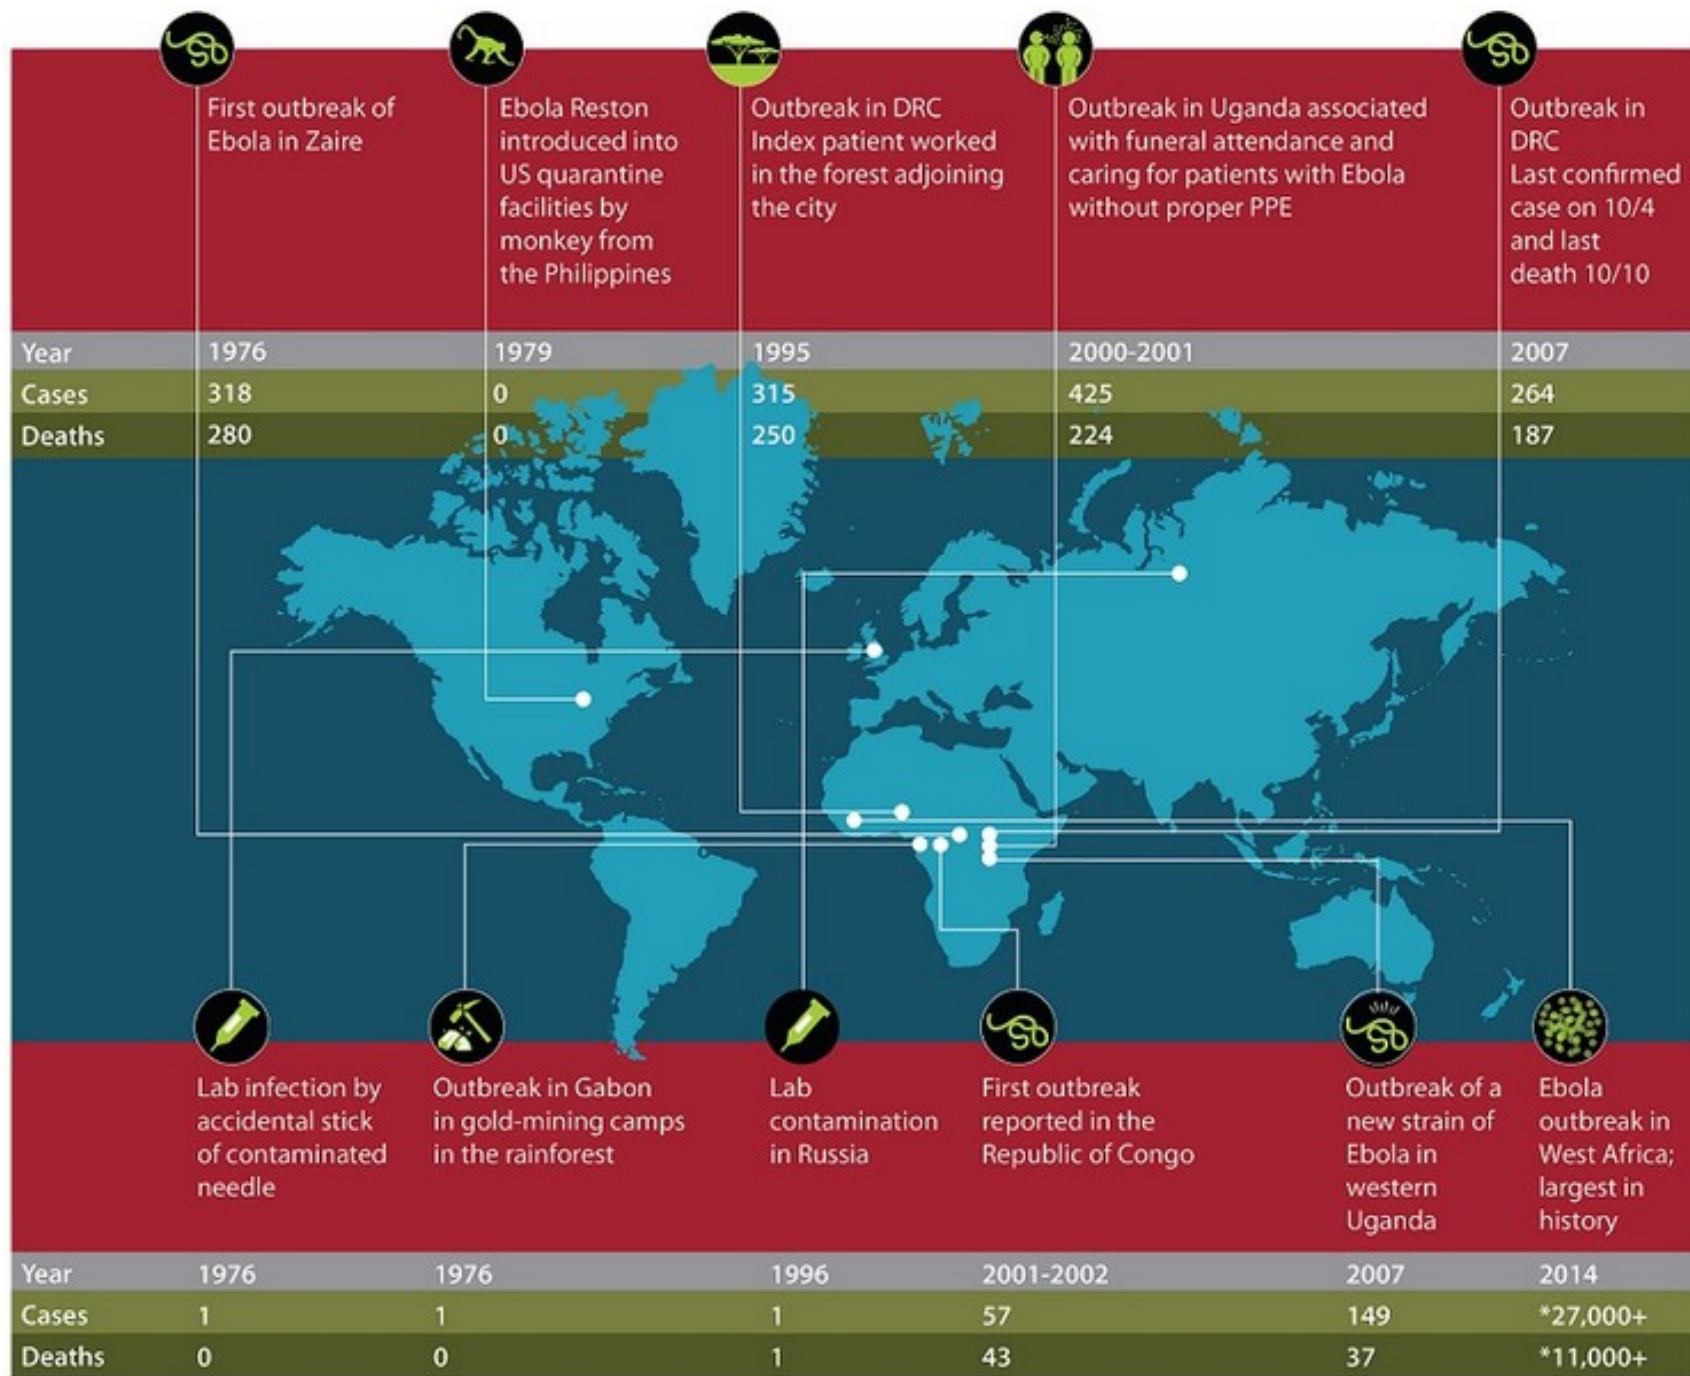 First outbreak of
Ebola in Zaire
Ebola Reston
introduced into
US quarantine
facilities by
monkey from
the Philippines
Outbreak in DRC
Index patient worked
in the forest adjoining
the city
Outbreak in Uganda associated
with funeral attendance and
caring for patients with Ebola
without proper PPE
Outbreak in
DRC
Last confirmed
case on 10/4
and last
death 10/10
Year 1976 1979 1995 2000-2001 2007
Cases 318 0 315 425 264
Deaths 280 0 250 224 187
Lab infection by
accidental stick
of contaminated
needle
Outbreak in Gabon
in gold-mining camps
in the rainforest
Lab
contamination
in Russia
First outbreak
reported in the
Republic of Congo
Outbreak of a
new strain of
Ebola in
western
Uganda
Ebola
outbreak in
West Africa;
largest in
history
Year 1976 1976 1996 2001-2002 2007 2014
Cases 1 1 1 57 149 *27,000+
Deaths 0 0 1 43 37 *11,000+